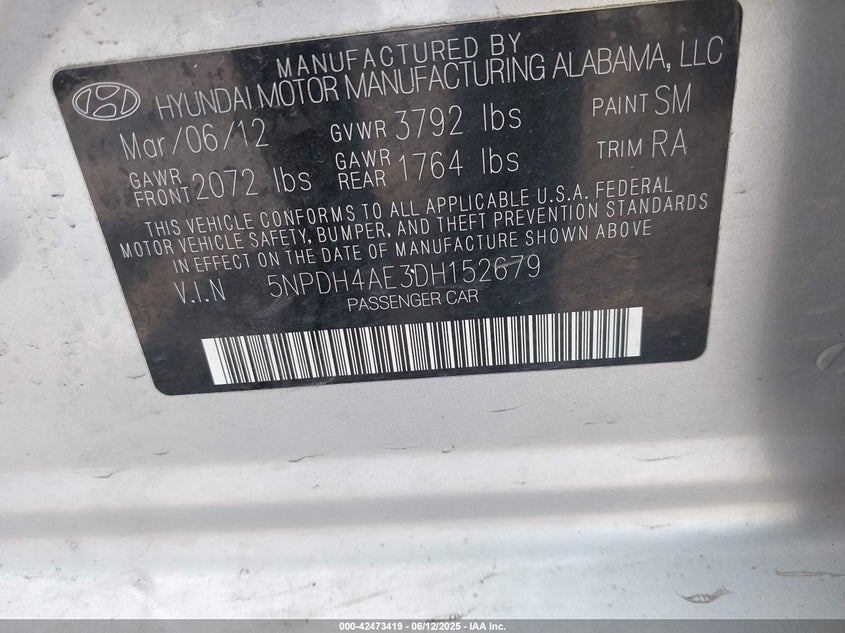 MANUFACTURED BY
HYUNDAI MOTOR MANUFACTURING ALABAMA, LLC
Mar/06/12 GVWR 3792 lbs PAINT SM
GAWR FRONT 2072 lbs GAWR REAR 1764 lbs TRIM RA
THIS VEHICLE CONFORMS TO ALL APPLICABLE U.S.A. FEDERAL
MOTOR VEHICLE SAFETY, BUMPER, AND THEFT PREVENTION STANDARDS
IN EFFECT ON THE DATE OF MANUFACTURE SHOWN ABOVE
V.I.N 5NPDH4AE3DH152679
PASSENGER CAR
000-42473419 - 06/12/2025 - IAA Inc.